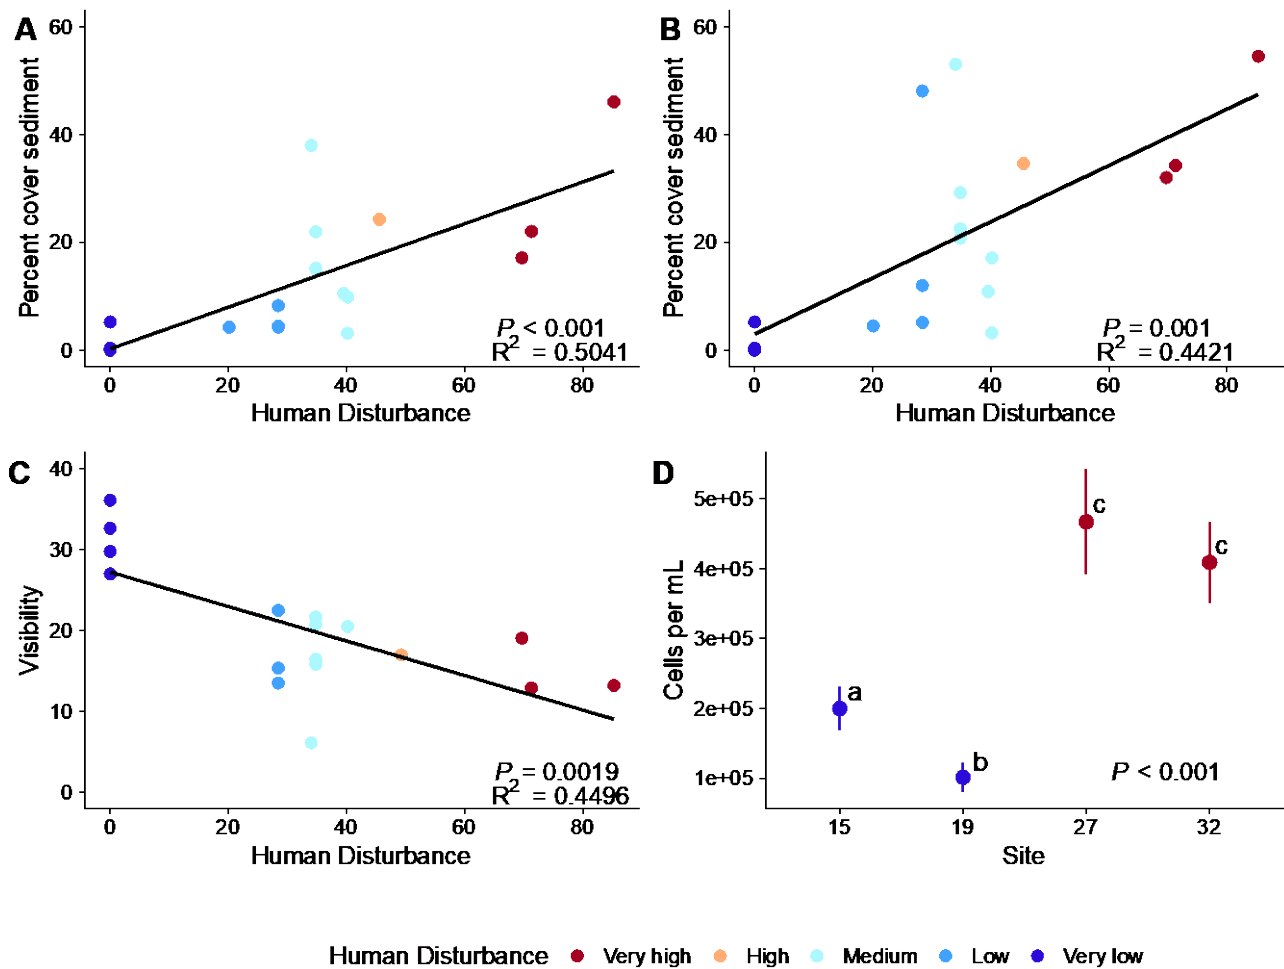 A
Percent cover sediment
60
40
20
0
P < 0.001
R2 = 0.5041
0 20 40 60 80
Human Disturbance
B
Percent cover sediment
60
40
20
0
P = 0.001
R2 = 0.4421
0 20 40 60 80
Human Disturbance
C
Visibility
40
30
20
10
0
P = 0.0019
R2 = 0.4496
0 20 40 60 80
Human Disturbance
D
Cells per mL
5e+05
4e+05
3e+05
2e+05
1e+05
a
b
c
c
P < 0.001
15 19 27 32
Site
Human Disturbance Very high High Medium Low Very low